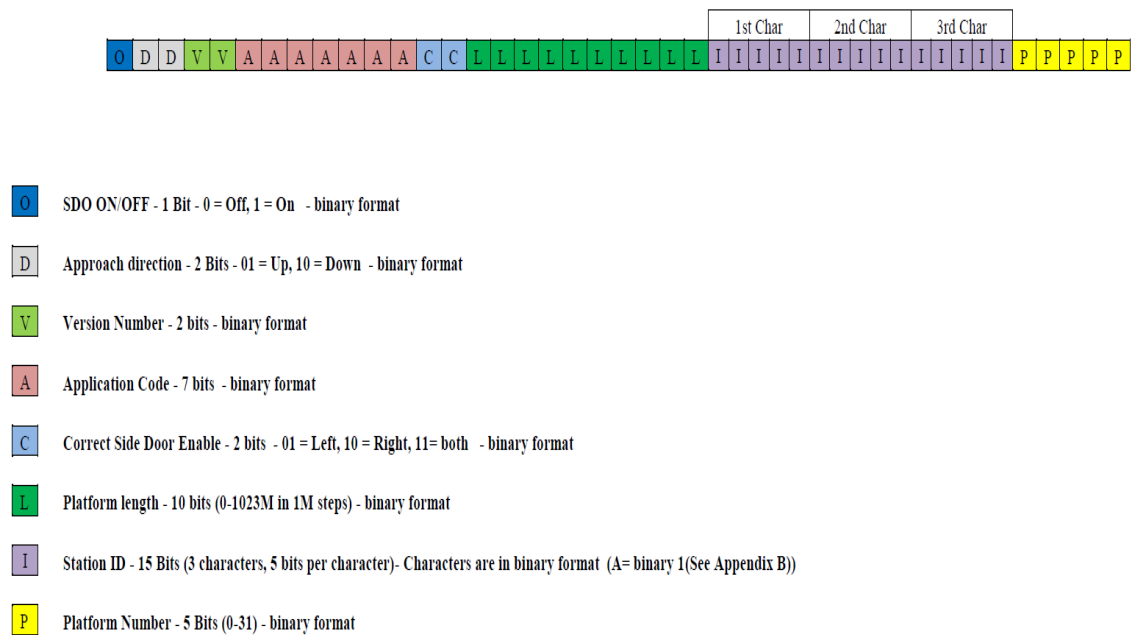 1st Char 2nd Char 3rd Char
O D D V V A A A A A A A C C L L L L L L L L L L I I I I I I I I I I I I I I I P P P P P
O SDO ON/OFF - 1 Bit - 0 = Off, 1 = On - binary format
D Approach direction - 2 Bits - 01 = Up, 10 = Down - binary format
V Version Number - 2 bits - binary format
A Application Code - 7 bits - binary format
C Correct Side Door Enable - 2 bits - 01 = Left, 10 = Right, 11= both - binary format
L Platform length - 10 bits (0-1023M in 1M steps) - binary format
I Station ID - 15 Bits (3 characters, 5 bits per character)- Characters are in binary format (A= binary 1(See Appendix B))
P Platform Number - 5 Bits (0-31) - binary format